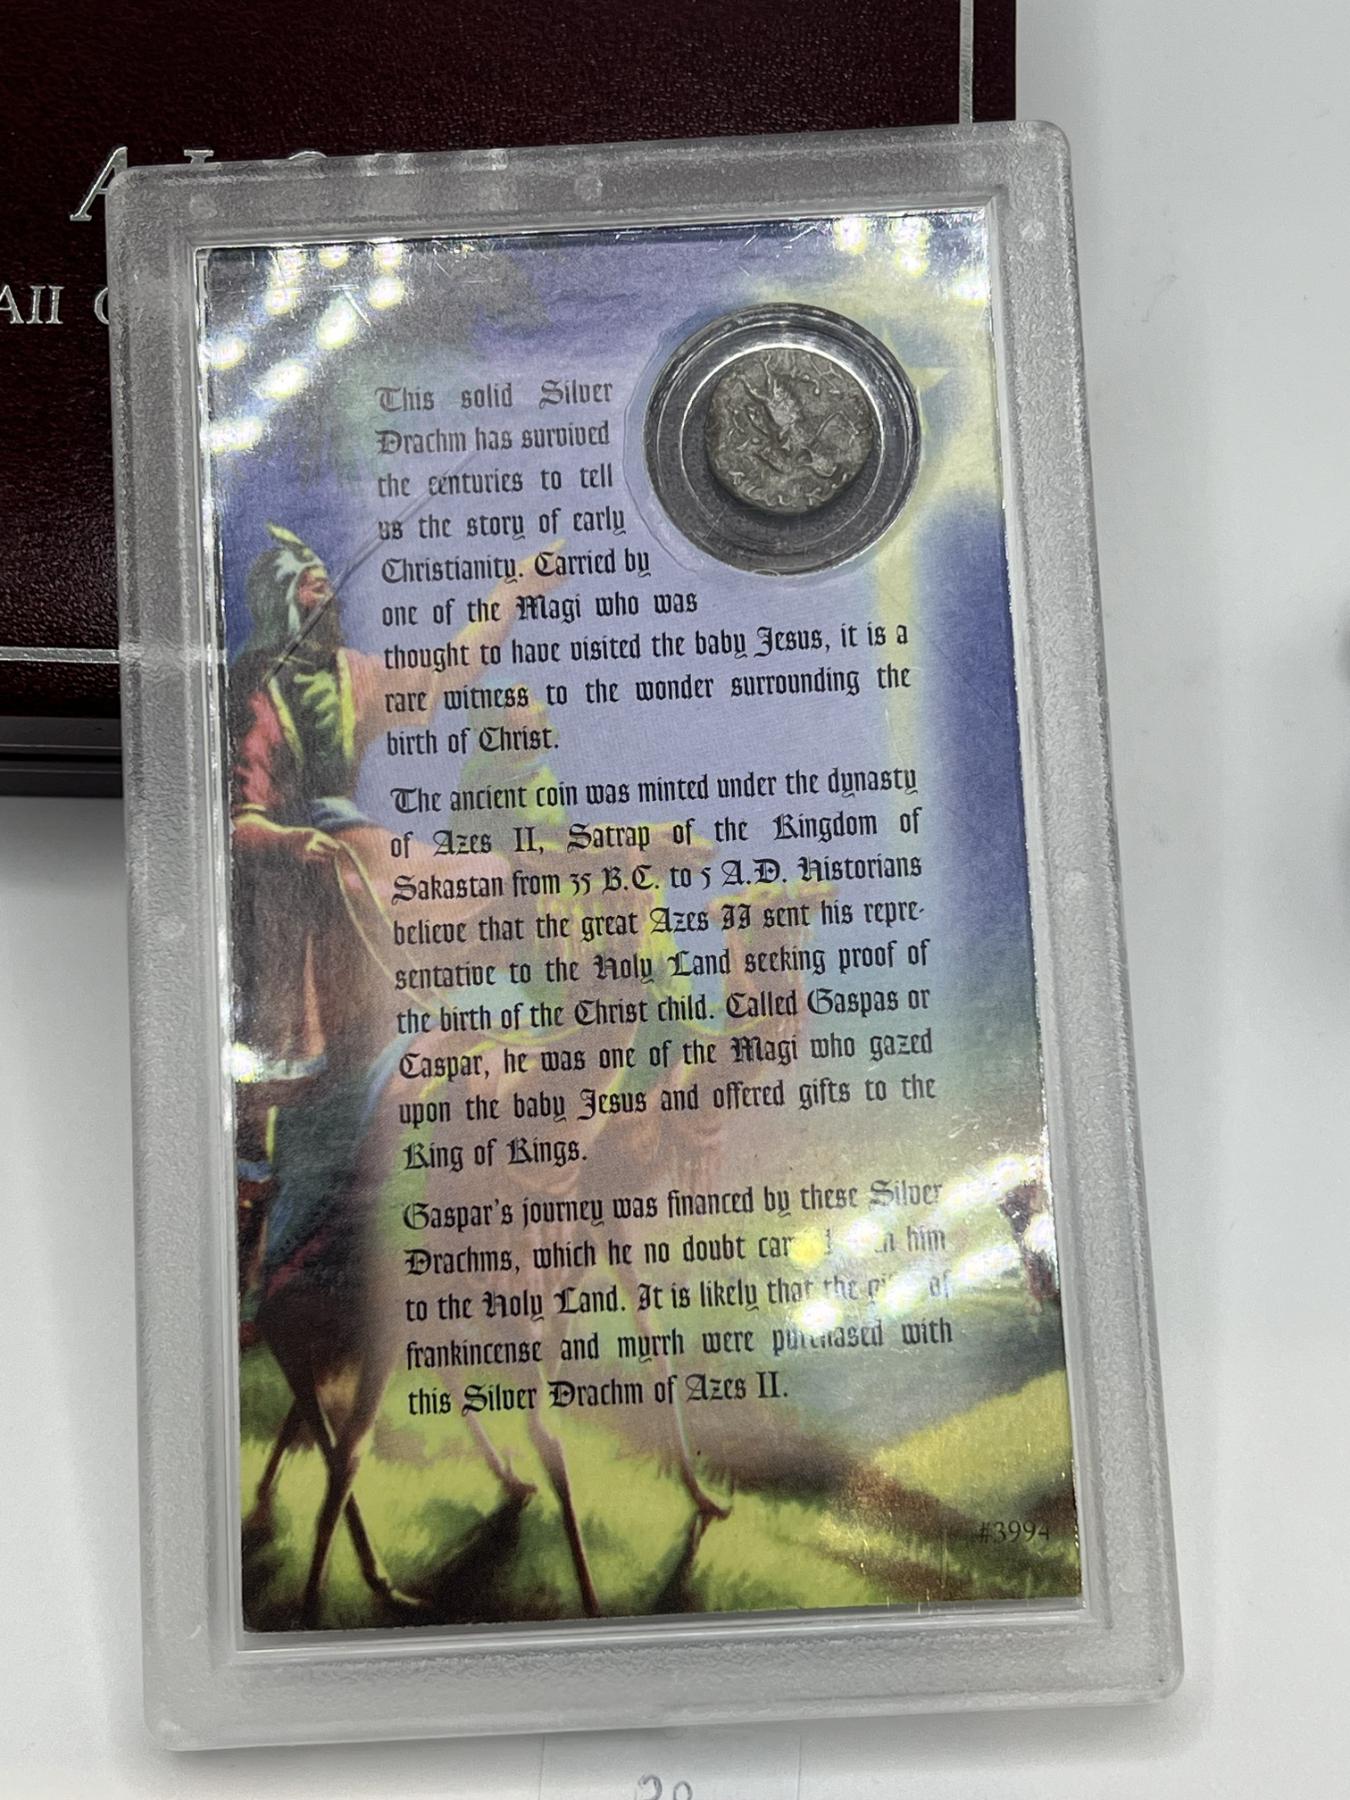 AII
This solid Silver
Drachm has survived
the centuries to tell
us the story of early
Christianity. Carried by
one of the Magi who was
thought to have visited the baby Jesus, it is a
rare witness to the wonder surrounding the
birth of Christ.
The ancient coin was minted under the dynasty
of Azes II, Satrap of the Kingdom of
Sakastan from 35 B.C. to 5 A.D. Historians
believe that the great Azes II sent his repre-
sentative to the Holy Land seeking proof of
the birth of the Christ child. Called Gaspas or
Caspar, he was one of the Magi who gazed
upon the baby Jesus and offered gifts to the
King of Kings.
Gaspar's journey was financed by these Silver
Drachms, which he no doubt him
to the Holy Land. It is likely that the of
frankincense and myrrh were purchased with
this Silver Drachm of Azes II.
#3994